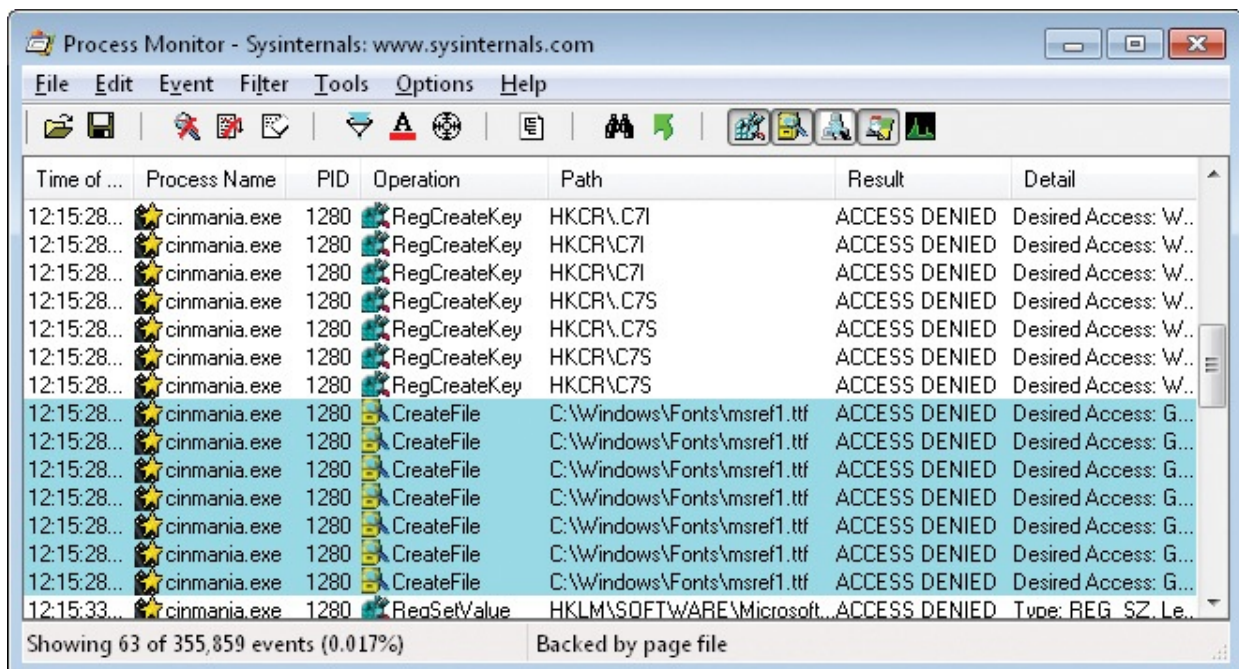 Process Monitor - Sysinternals: www.sysinternals.com
File Edit Event Filter Tools Options Help
Time of ... Process Name PID Operation Path Result Detail
12:15:28... cinmania.exe 1280 RegCreateKey HKCR\.C7I ACCESS DENIED Desired Access: W...
12:15:28... cinmania.exe 1280 RegCreateKey HKCR\C7I ACCESS DENIED Desired Access: W...
12:15:28... cinmania.exe 1280 RegCreateKey HKCR\C7I ACCESS DENIED Desired Access: W...
12:15:28... cinmania.exe 1280 RegCreateKey HKCR\.C7S ACCESS DENIED Desired Access: W...
12:15:28... cinmania.exe 1280 RegCreateKey HKCR\.C7S ACCESS DENIED Desired Access: W...
12:15:28... cinmania.exe 1280 RegCreateKey HKCR\C7S ACCESS DENIED Desired Access: W...
12:15:28... cinmania.exe 1280 RegCreateKey HKCR\C7S ACCESS DENIED Desired Access: W...
12:15:28... cinmania.exe 1280 CreateFile C:\Windows\Fonts\msref1.ttf ACCESS DENIED Desired Access: G...
12:15:28... cinmania.exe 1280 CreateFile C:\Windows\Fonts\msref1.ttf ACCESS DENIED Desired Access: G...
12:15:28... cinmania.exe 1280 CreateFile C:\Windows\Fonts\msref1.ttf ACCESS DENIED Desired Access: G...
12:15:28... cinmania.exe 1280 CreateFile C:\Windows\Fonts\msref1.ttf ACCESS DENIED Desired Access: G...
12:15:28... cinmania.exe 1280 CreateFile C:\Windows\Fonts\msref1.ttf ACCESS DENIED Desired Access: G...
12:15:28... cinmania.exe 1280 CreateFile C:\Windows\Fonts\msref1.ttf ACCESS DENIED Desired Access: G...
12:15:28... cinmania.exe 1280 CreateFile C:\Windows\Fonts\msref1.ttf ACCESS DENIED Desired Access: G...
12:15:33... cinmania.exe 1280 RegSetValue HKLM\SOFTWARE\Microsoft... ACCESS DENIED Type: REG_SZ, Le...
Showing 63 of 355,859 events (0.017%) Backed by page file